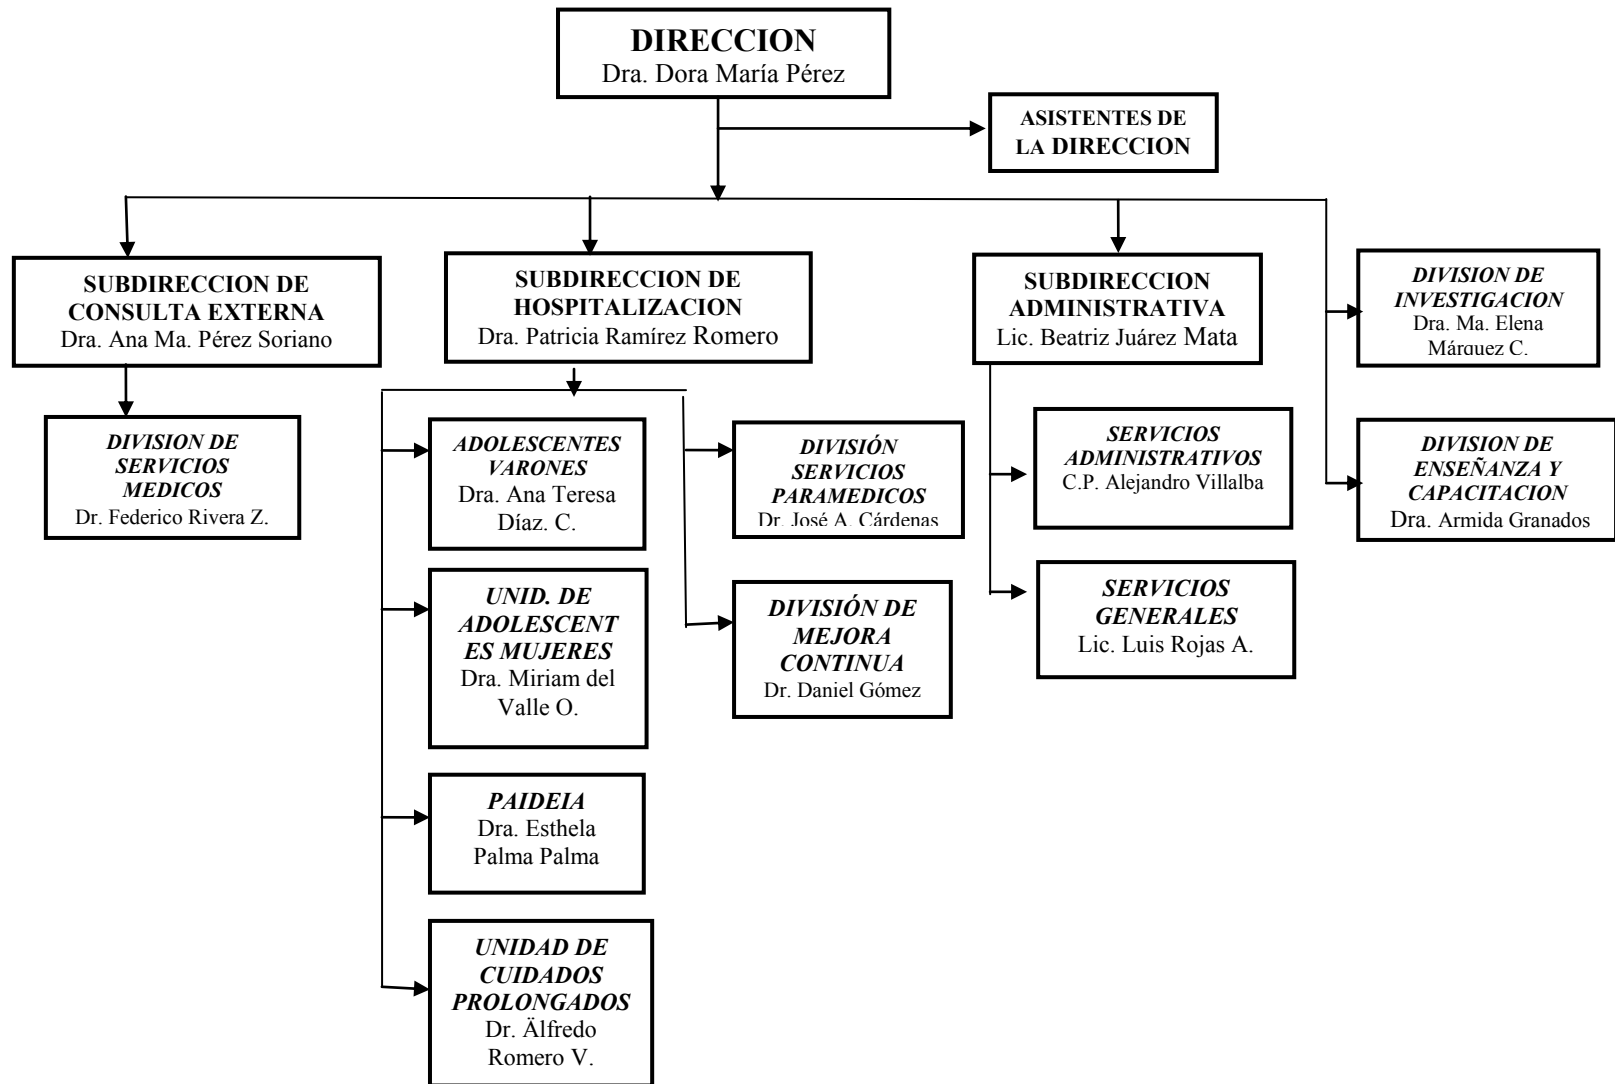 DIRECCION
Dra. Dora María Pérez
ASISTENTES DE
LA DIRECCION
SUBDIRECCION DE
CONSULTA EXTERNA
Dra. Ana Ma. Pérez Soriano
SUBDIRECCION DE
HOSPITALIZACION
Dra. Patricia Ramírez Romero
SUBDIRECCION
ADMINISTRATIVA
Lic. Beatriz Juárez Mata
DIVISION DE
INVESTIGACION
Dra. Ma. Elena
Márquez C.
DIVISION DE
SERVICIOS
MEDICOS
Dr. Federico Rivera Z.
ADOLESCENTES
VARONES
Dra. Ana Teresa
Díaz. C.
DIVISIÓN
SERVICIOS
PARAMEDICOS
Dr. José A. Cárdenas
SERVICIOS
ADMINISTRATIVOS
C.P. Alejandro Villalba
DIVISION DE
ENSEÑANZA Y
CAPACITACION
Dra. Armida Granados
UNID. DE
ADOLESCENT
ES MUJERES
Dra. Miriam del
Valle O.
DIVISIÓN DE
MEJORA
CONTINUA
Dr. Daniel Gómez
SERVICIOS
GENERALES
Lic. Luis Rojas A.
PAIDEIA
Dra. Esthela
Palma Palma
UNIDAD DE
CUIDADOS
PROLONGADOS
Dr. Älfredo
Romero V.